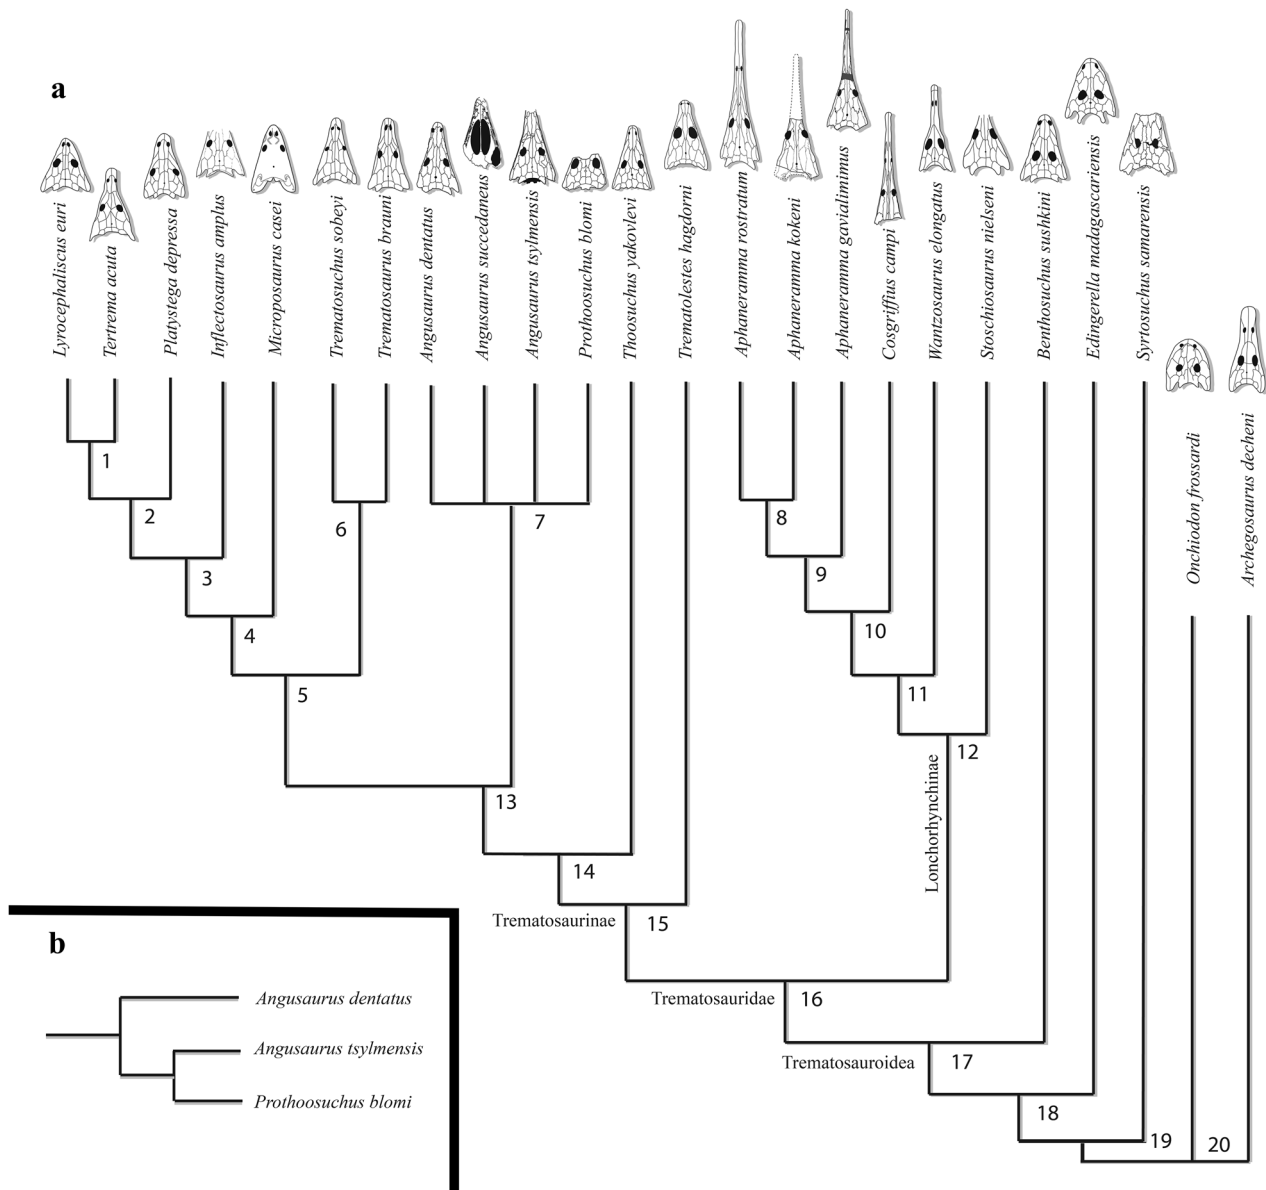 a
Lyrocephaliscus euri
Tertrema acuta
Platystega depressa
Inflectosaurus amplus
Microposaurus casei
Trematosuchus sobeyi
Trematosaurus brauni
Angusaurus dentatus
Angusaurus succedaneus
Angusaurus tsylmensis
Prothoosuchus blomi
Thoosuchus yakovlevi
Trematolestes hagdorni
Aphaneramma rostratum
Aphaneramma kokeni
Aphaneramma gavialimimus
Cosgriffius campi
Wantzosaurus elongatus
Stoschiosaurus nielseni
Benthosuchus sushkini
Edingerella madagascariensis
Syrtosuchus samarensis
Onchiodon frossardi
Archegosaurus decheni
1
2
3
4
5
6
7
8
9
10
11
12
Lonchorhynchinae
13
14
Trematosaurinae
15
Trematosauridae
16
Trematosauroidea
17
18
19
20
b
Angusaurus dentatus
Angusaurus tsylmensis
Prothoosuchus blomi